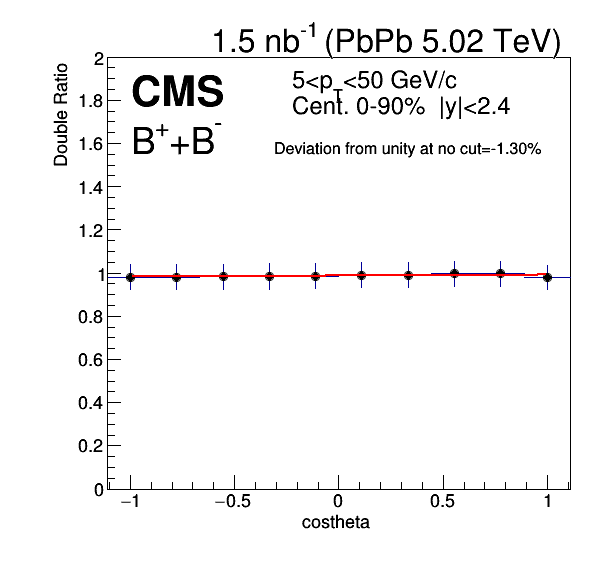 1.5 nb⁻¹ (PbPb 5.02 TeV)
CMS
5<p_T<50 GeV/c
Cent. 0-90% |y|<2.4
B⁺+B⁻
Deviation from unity at no cut=-1.30%
Double Ratio
2
1.8
1.6
1.4
1.2
1
0.8
0.6
0.4
0.2
0
−1 −0.5 0 0.5 1
costheta